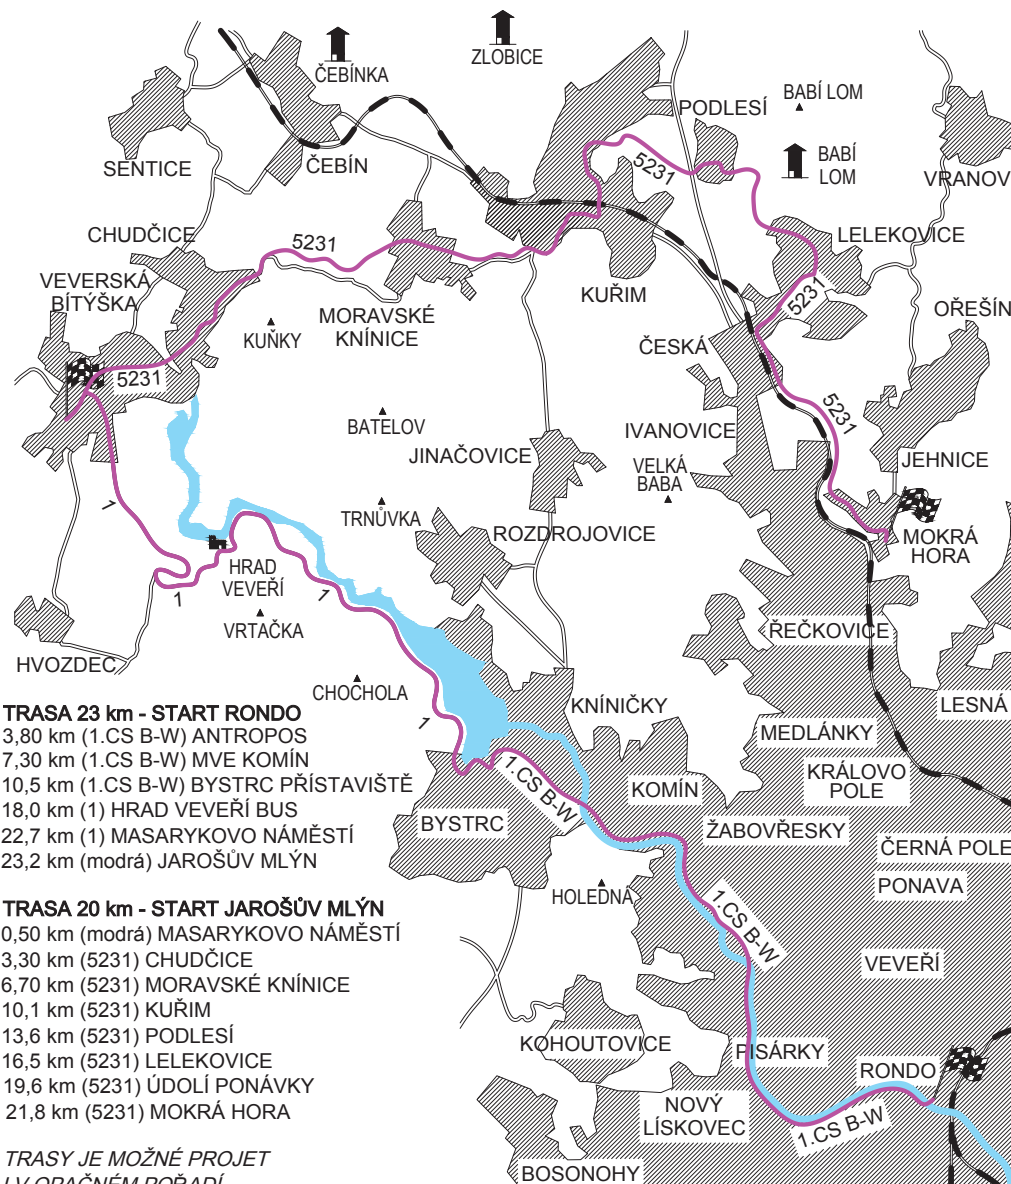 ČEBÍNKA
ZLOBICE
PODLESÍ
BABÍ LOM
SENTICE
ČEBÍN
5231
BABÍ
LOM
VRANOV
CHUDČICE
5231
LELEKOVICE
VEVERSKÁ
BÍTÝŠKA
KUŘIM
5231
OŘEŠÍN
KUŇKY
MORAVSKÉ
KNÍNICE
ČESKÁ
5231
BATELOV
5231
IVANOVICE
JINAČOVICE
VELKÁ
BABA
JEHNICE
1
TRNŮVKA
ROZDROJOVICE
MOKRÁ
HORA
HRAD
VEVEŘÍ
1
1
VRTAČKA
ŘEČKOVICE
HVOZDEC
CHOCHOLA
KNÍNIČKY
LESNÁ
1
MEDLÁNKY
TRASA 23 km - START RONDO
3,80 km (1.CS B-W) ANTROPOS
7,30 km (1.CS B-W) MVE KOMÍN
10,5 km (1.CS B-W) BYSTRC PŘÍSTAVIŠTĚ
18,0 km (1) HRAD VEVEŘÍ BUS
22,7 km (1) MASARYKOVO NÁMĚSTÍ
23,2 km (modrá) JAROŠŮV MLÝN
1.CS B-W
KOMÍN
KRÁLOVO
POLE
BYSTRC
ŽABOVŘESKY
ČERNÁ POLE
HOLEDNÁ
PONAVA
1.CS B-W
TRASA 20 km - START JAROŠŮV MLÝN
0,50 km (modrá) MASARYKOVO NÁMĚSTÍ
3,30 km (5231) CHUDČICE
6,70 km (5231) MORAVSKÉ KNÍNICE
10,1 km (5231) KUŘIM
13,6 km (5231) PODLESÍ
16,5 km (5231) LELEKOVICE
19,6 km (5231) ÚDOLÍ PONÁVKY
21,8 km (5231) MOKRÁ HORA
VEVEŘÍ
KOHOUTOVICE
PISÁRKY
RONDO
NOVÝ
LÍSKOVEC
1.CS B-W
BOSONOHY
TRASY JE MOŽNÉ PROJET
I V OPAČNÉM POŘADÍ